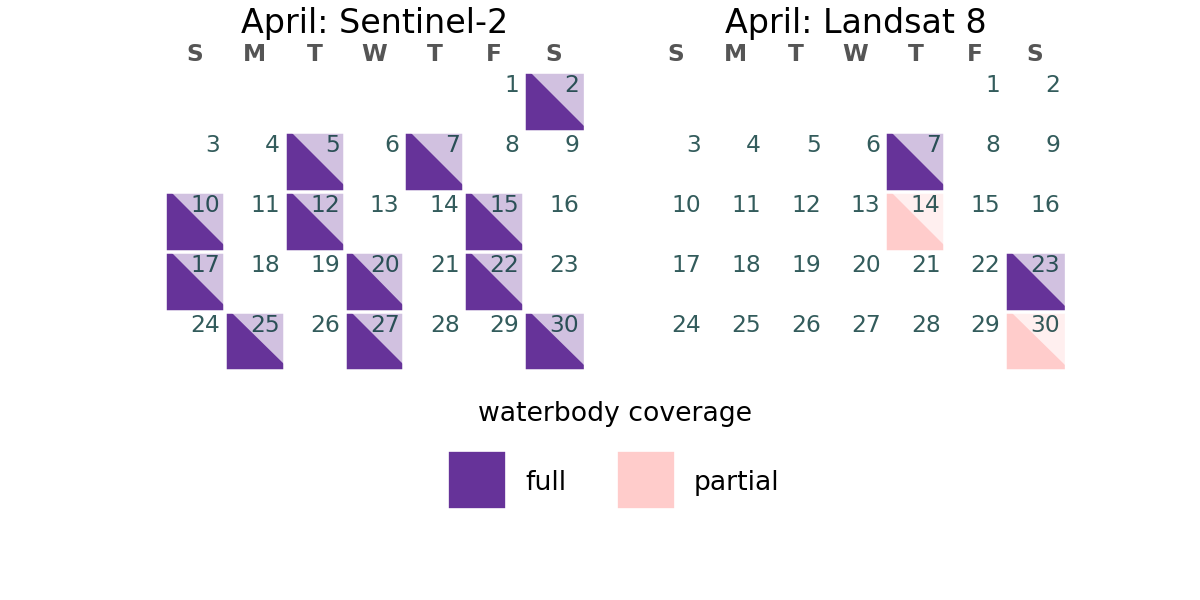 April: Sentinel-2
S M T W T F S
1 2
3 4 5 6 7 8 9
10 11 12 13 14 15 16
17 18 19 20 21 22 23
24 25 26 27 28 29 30
April: Landsat 8
S M T W T F S
1 2
3 4 5 6 7 8 9
10 11 12 13 14 15 16
17 18 19 20 21 22 23
24 25 26 27 28 29 30
waterbody coverage
full
partial